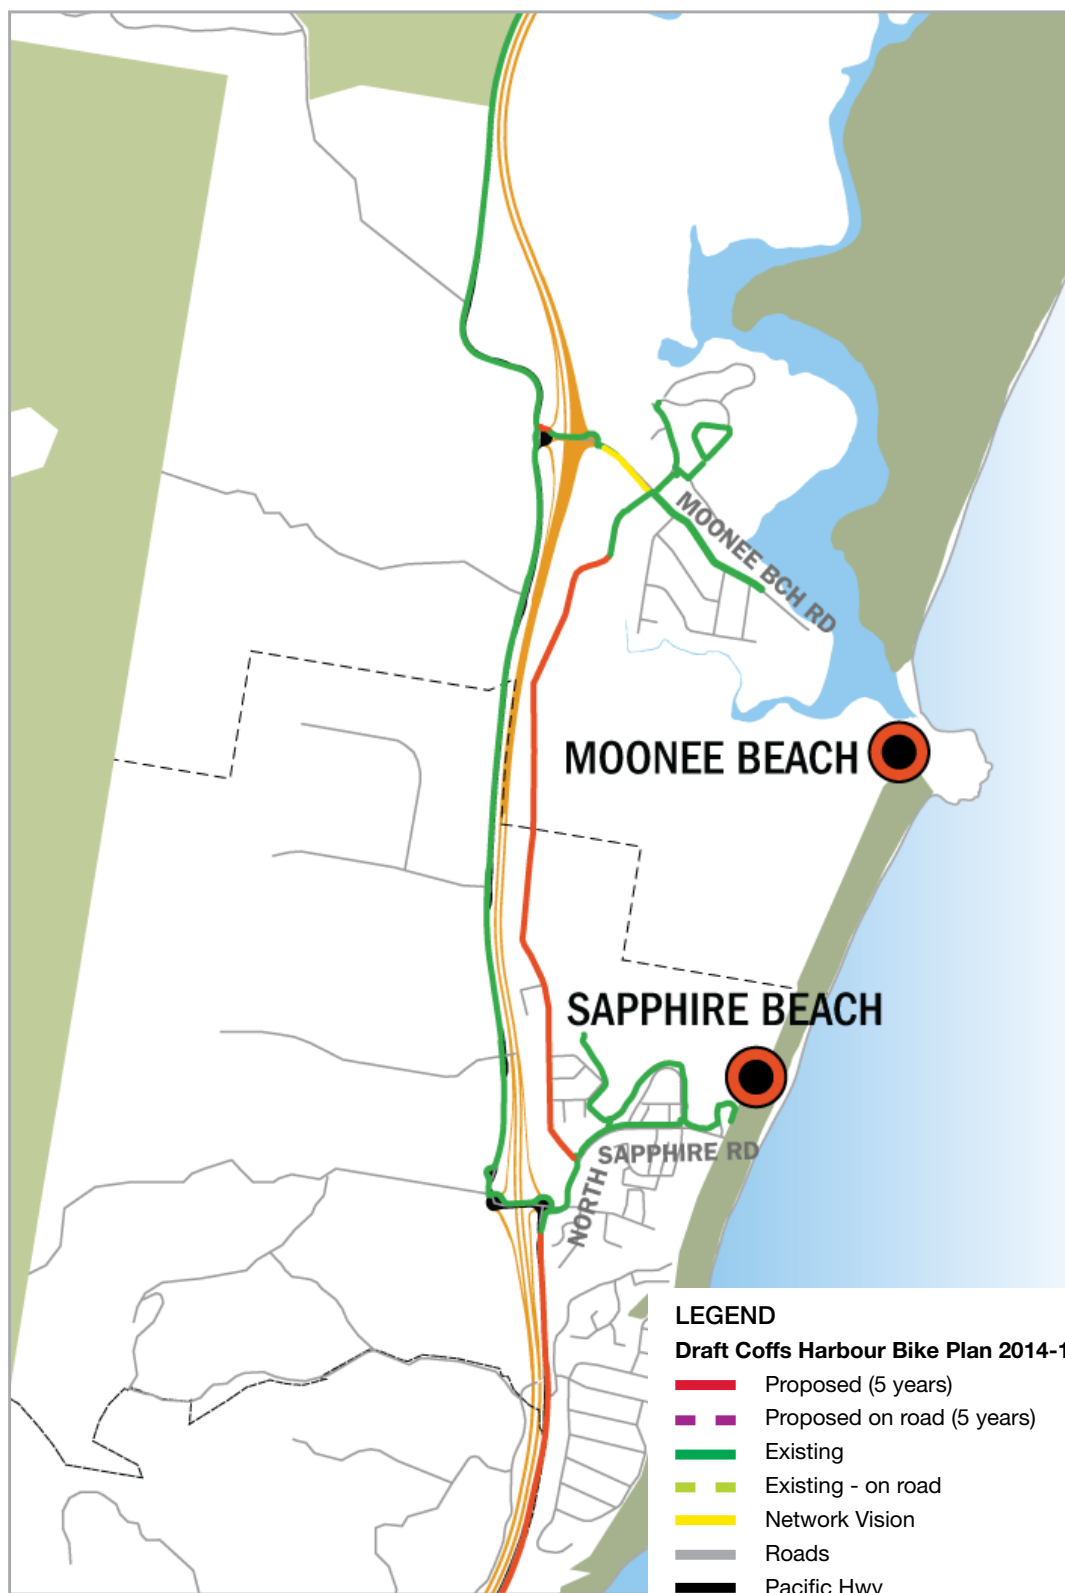 MOONEE BCH RD
MOONEE BEACH
SAPPHIRE BEACH
SAPPHIRE RD
NORTH
LEGEND
Draft Coffs Harbour Bike Plan 2014-1
Proposed (5 years)
Proposed on road (5 years)
Existing
Existing - on road
Network Vision
Roads
Pacific Hwy